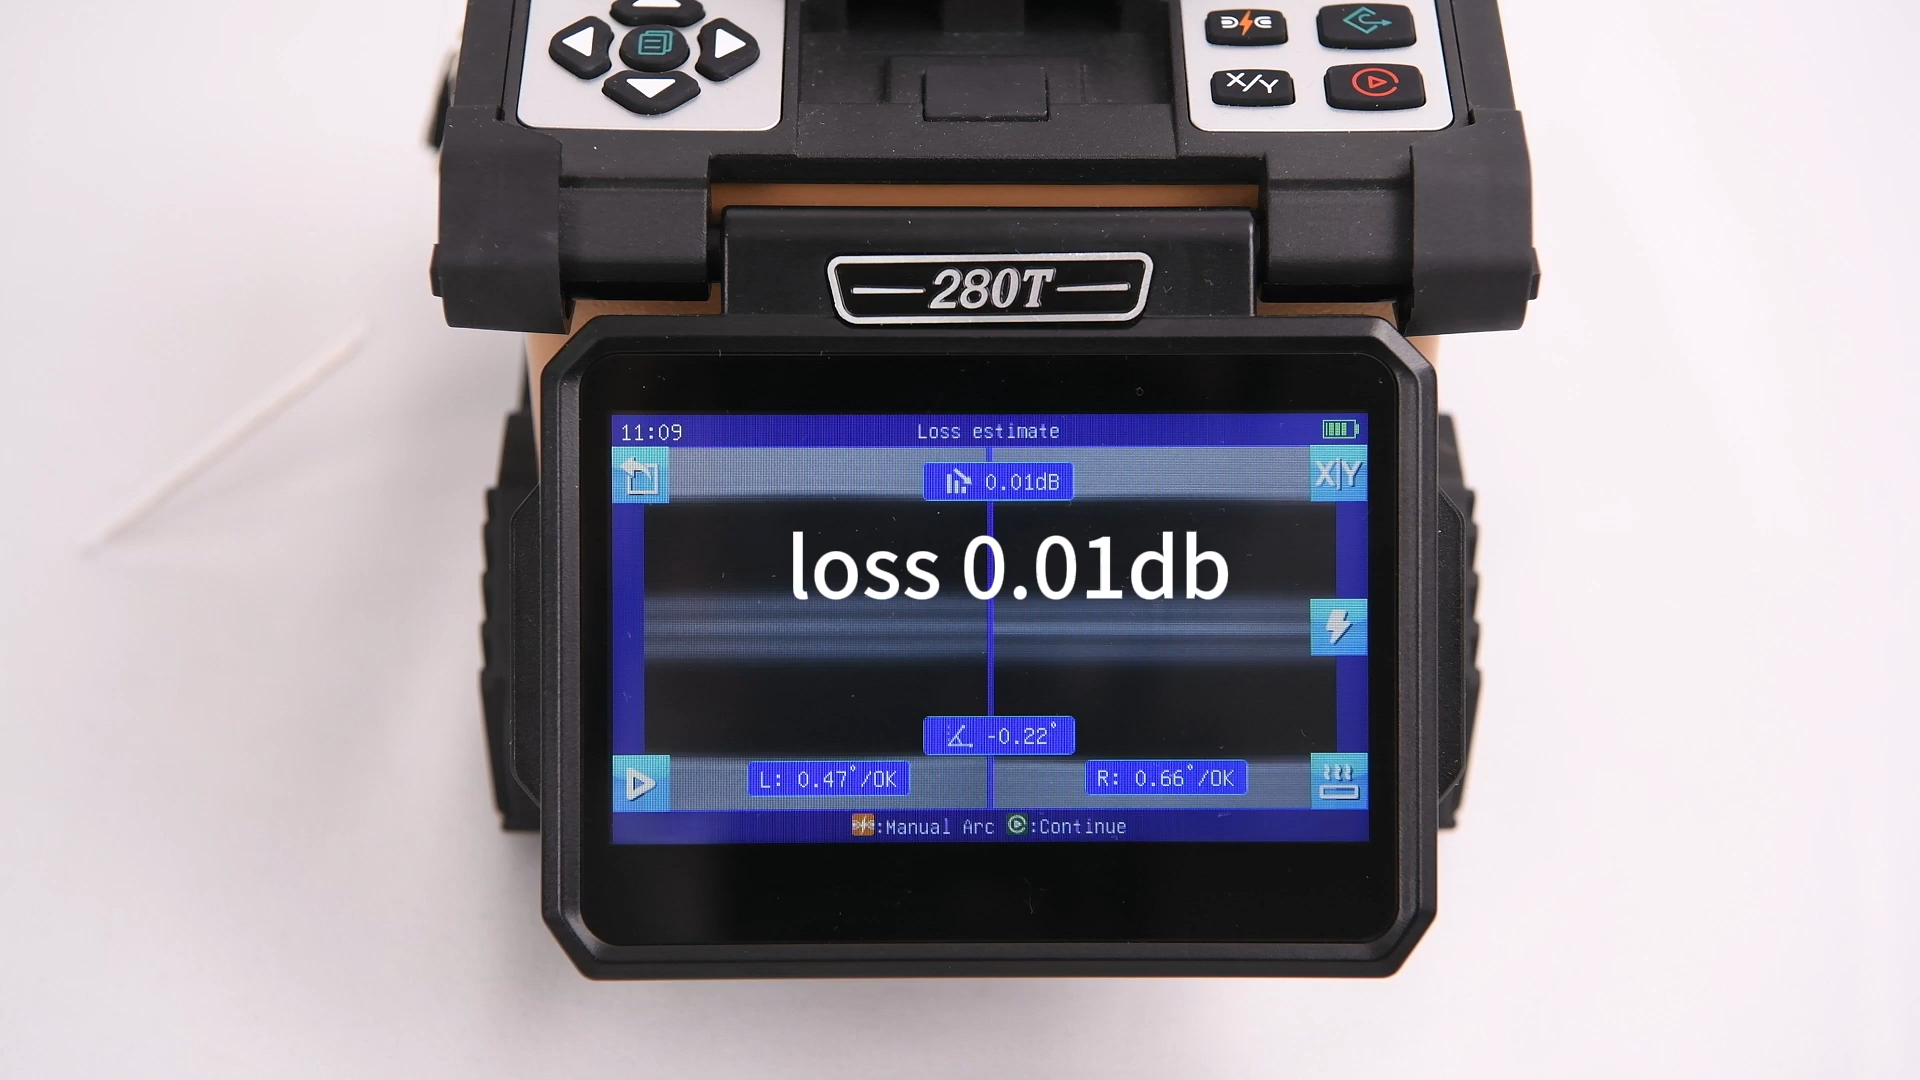 X/Y
280T
11:09 Loss estimate
0.01dB X|Y
loss 0.01db
-0.22°
L: 0.47°/OK R: 0.66°/OK
:Manual Arc :Continue